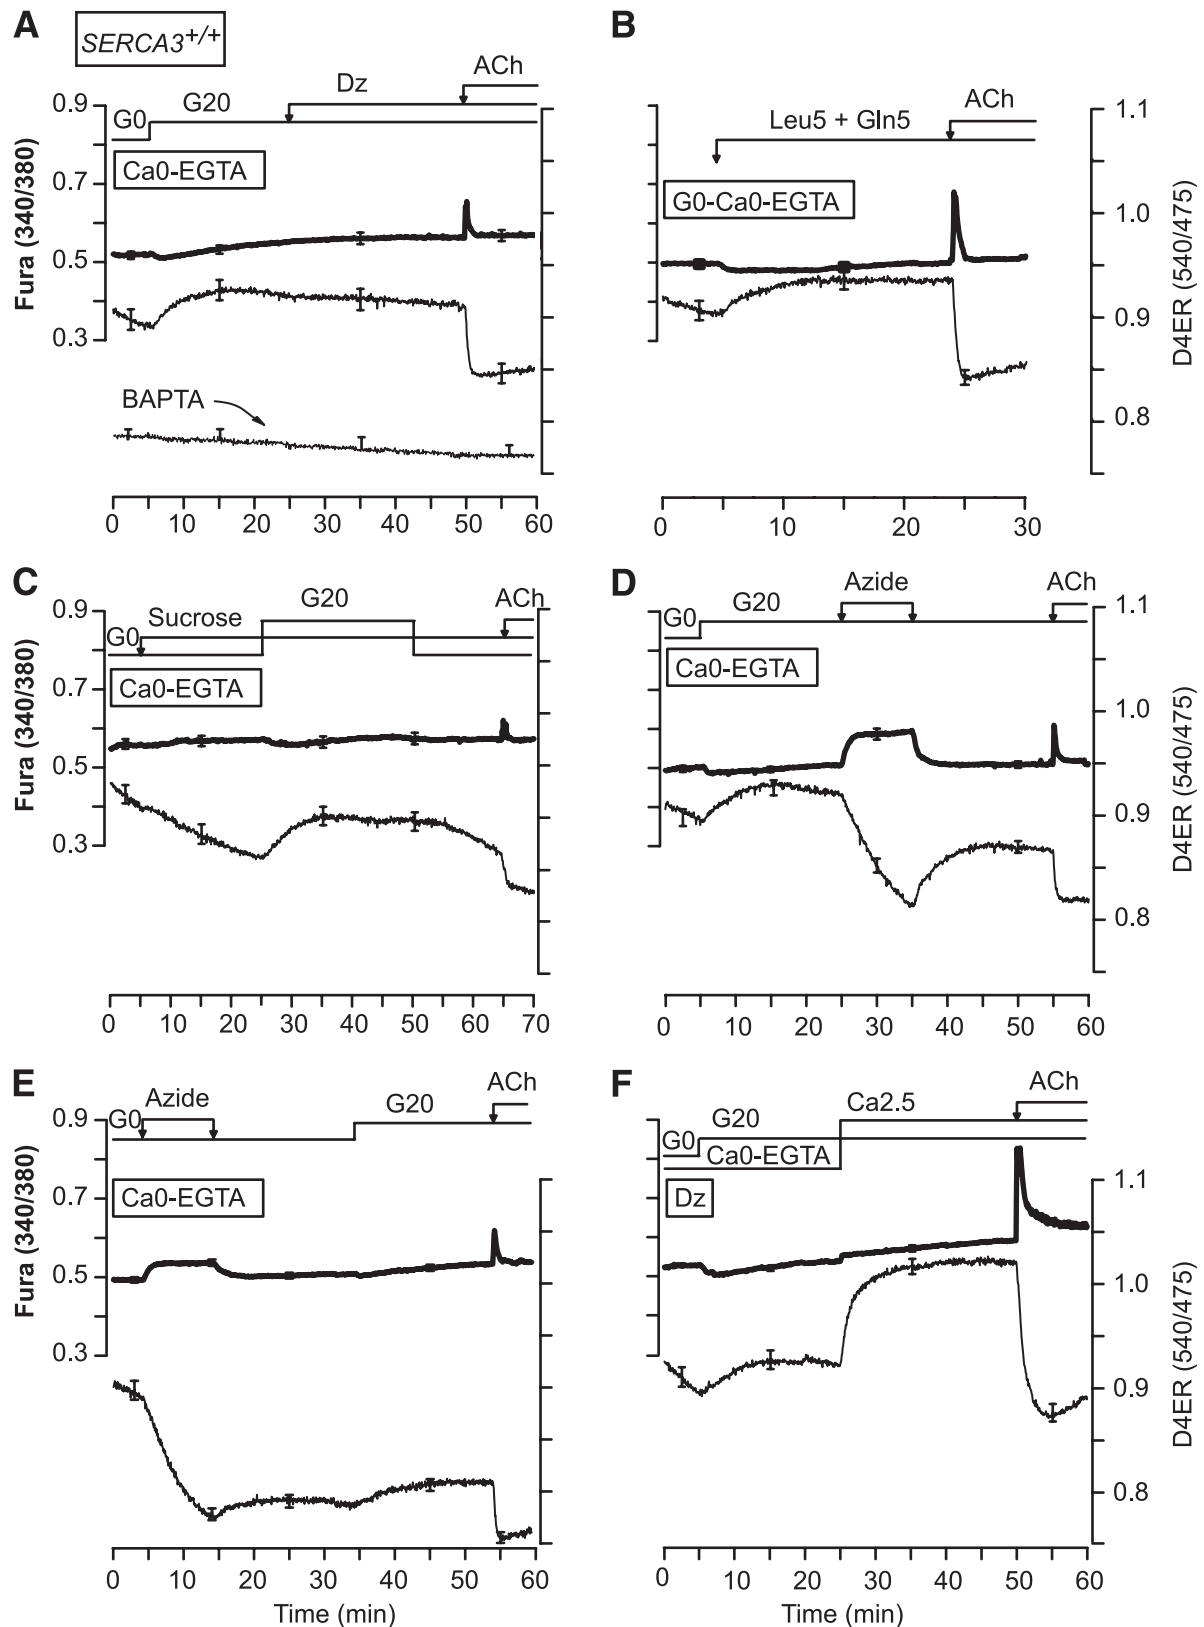 A
SERCA3+/+
ACh
Dz
G20
G0
Ca0-EGTA
BAPTA
Fura (340/380)
0.9
0.7
0.5
0.3
0 10 20 30 40 50 60
B
ACh
Leu5 + Gln5
G0-Ca0-EGTA
1.1
1.0
0.9
0.8
D4ER (540/475)
0 10 20 30
C
ACh
G20
Sucrose
G0
Ca0-EGTA
Fura (340/380)
0.9
0.7
0.5
0.3
0 10 20 30 40 50 60 70
D
Azide
ACh
G20
G0
Ca0-EGTA
1.1
1.0
0.9
0.8
D4ER (540/475)
0 10 20 30 40 50 60
E
ACh
Azide
G20
G0
Ca0-EGTA
Fura (340/380)
0.9
0.7
0.5
0.3
0 10 20 30 40 50 60
Time (min)
F
ACh
Ca2.5
G20
G0
Ca0-EGTA
Dz
1.1
1.0
0.9
0.8
D4ER (540/475)
0 10 20 30 40 50 60
Time (min)